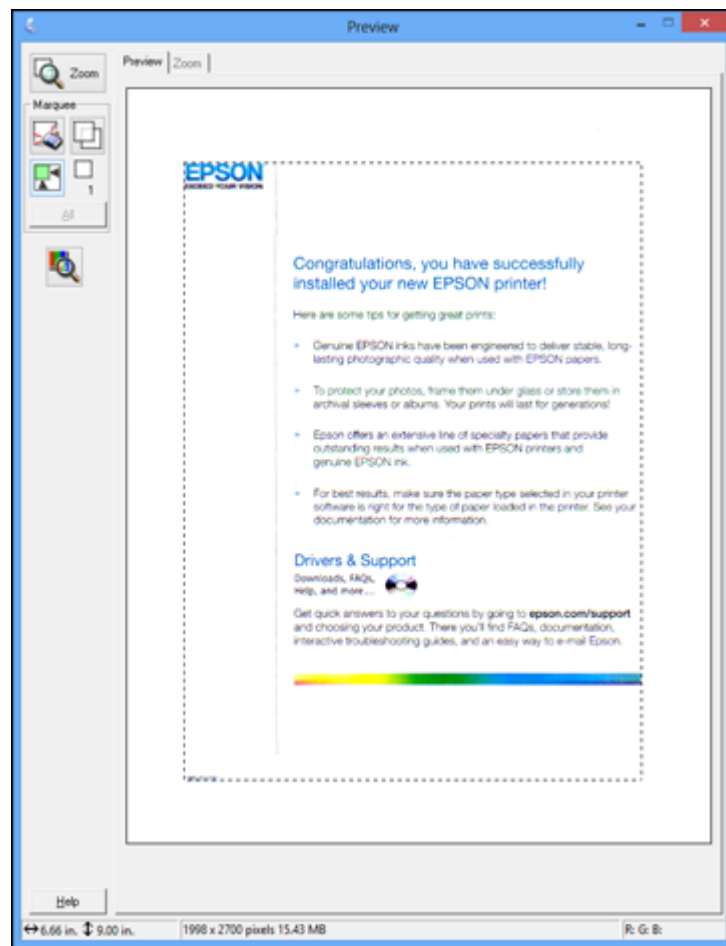 Preview
Zoom
Preview
Zoom
Marquee
1
All
EPSON
EXCEED YOUR VISION
Congratulations, you have successfully
installed your new EPSON printer!
Here are some tips for getting great prints:
Genuine EPSON inks have been engineered to deliver stable, long-
lasting photographic quality when used with EPSON papers.
To protect your photos, frame them under glass or store them in
archival sleeves or albums. Your prints will last for generations!
Epson offers an extensive line of specialty papers that provide
outstanding results when used with EPSON printers and
genuine EPSON ink.
For best results, make sure the paper type selected in your printer
software is right for the type of paper loaded in the printer. See your
documentation for more information.
Drivers & Support
Downloads, FAQs,
Help, and more....
Get quick answers to your questions by going to epson.com/support
and choosing your product. There you'll find FAQs, documentation,
interactive troubleshooting guides, and an easy way to e-mail Epson.
Help
6.66 in. 9.00 in. 1998 x 2700 pixels 15.43 MB R: G: B: